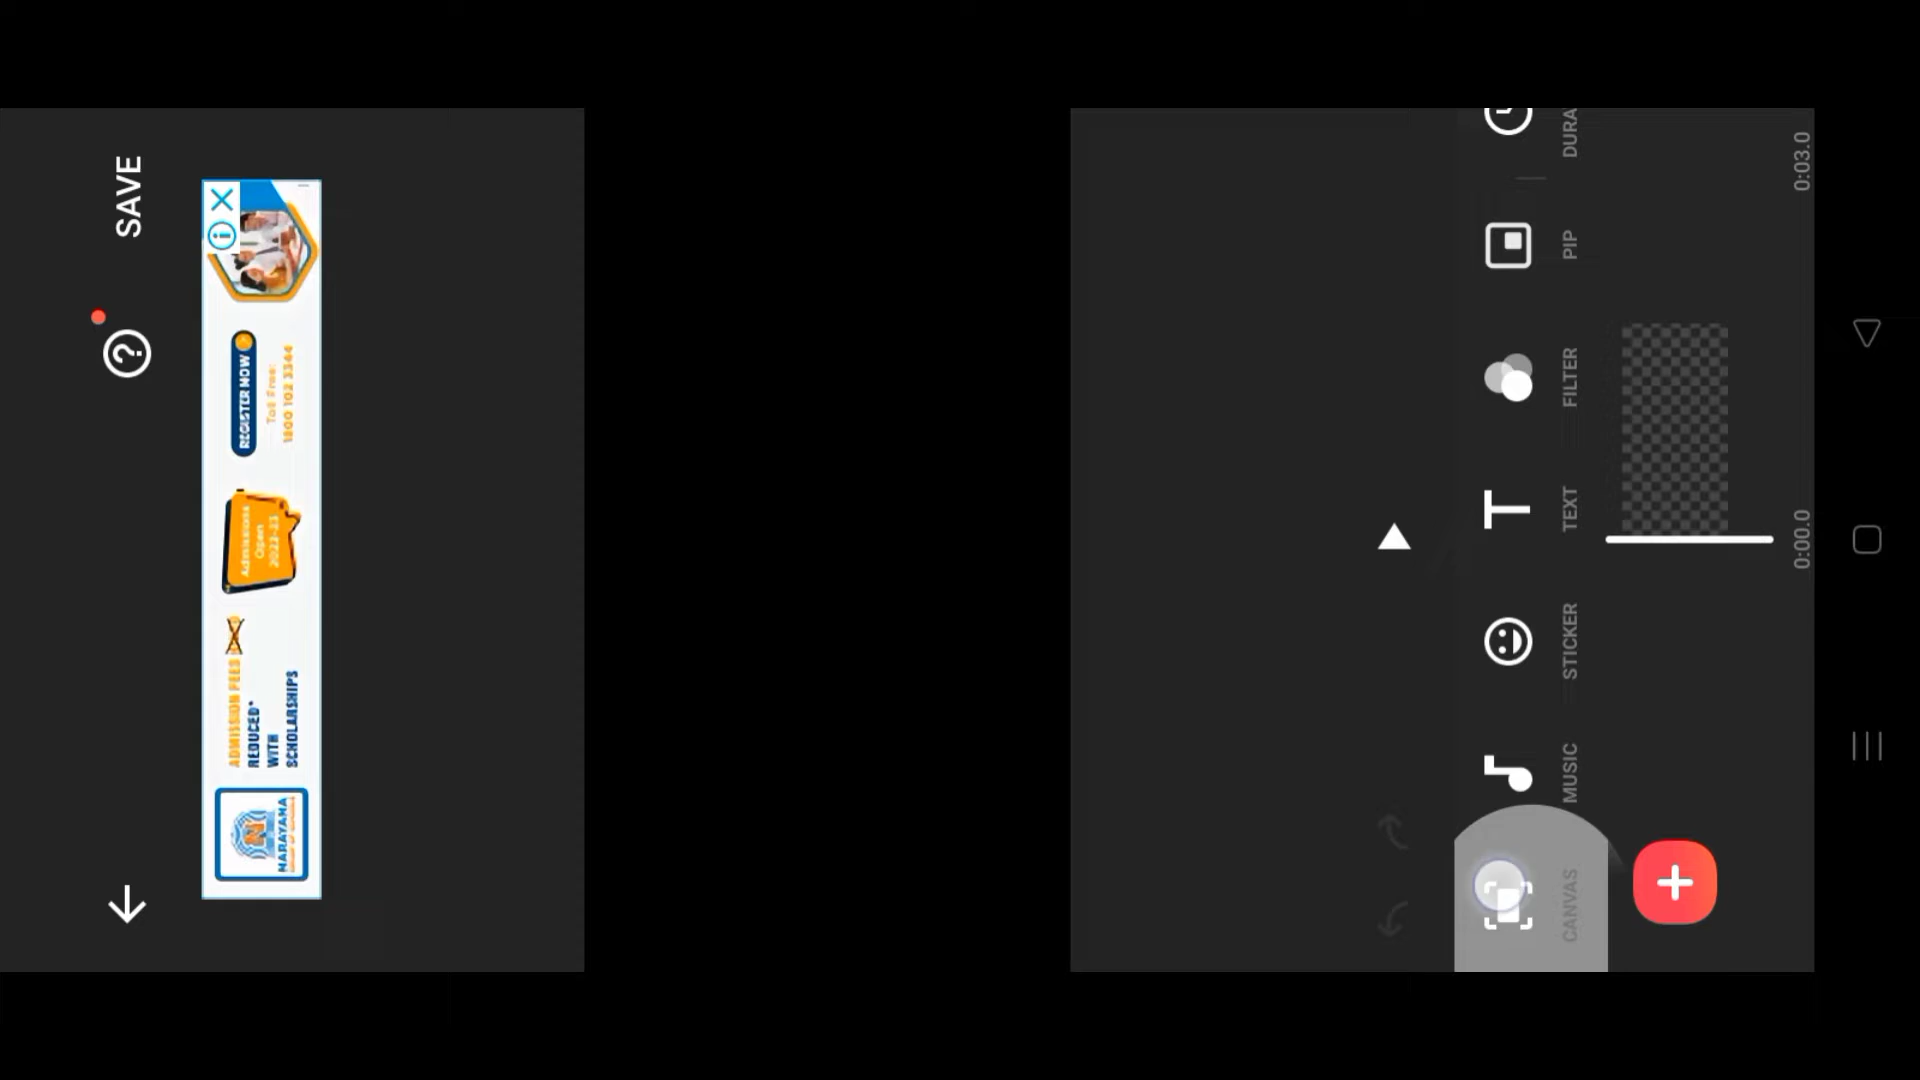 SAVE
NARAYANA
ADMISSION FEES
REDUCED*
WITH
SCHOLARSHIPS
Admissions
Open
2022-23
REGISTER NOW
Toll Free:
1800 102 3344
CANVAS
MUSIC
STICKER
TEXT
FILTER
PIP
DURA
0:00.0
0:03.0